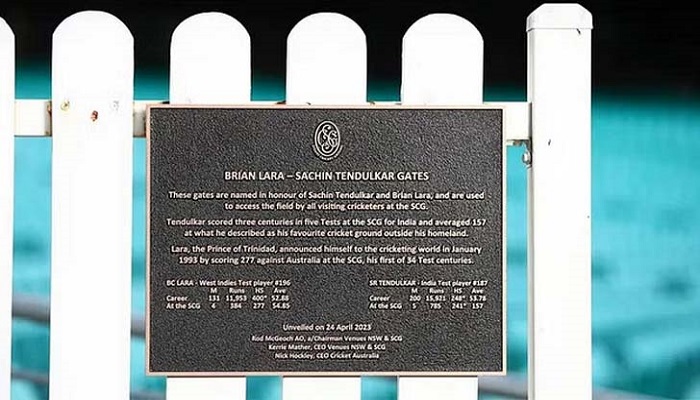 BRIAN LARA – SACHIN TENDULKAR GATES
These gates are named in honour of Sachin Tendulkar and Brian Lara, and are used
to access the field by all visiting cricketers at the SCG.
Tendulkar scored three centuries in five Tests at the SCG for India and averaged 157
at what he described as his favourite cricket ground outside his homeland.
Lara, the Prince of Trinidad, announced himself to the cricketing world in January
1993 by scoring 277 against Australia at the SCG, his first of 34 Test centuries.
BC LARA - West Indies Test player #196
M Runs HS Ave
Career 131 11,953 400* 52.88
At the SCG 4 384 277 54.85
SR TENDULKAR - India Test player #187
M Runs HS Ave
Career 200 15,921 248* 53.78
At the SCG 5 785 241* 157
Unveiled on 24 April 2023
Rod McGeoch AO, a/Chairman Venues NSW & SCG
Kerrie Mather, CEO Venues NSW & SCG
Nick Hockley, CEO Cricket Australia